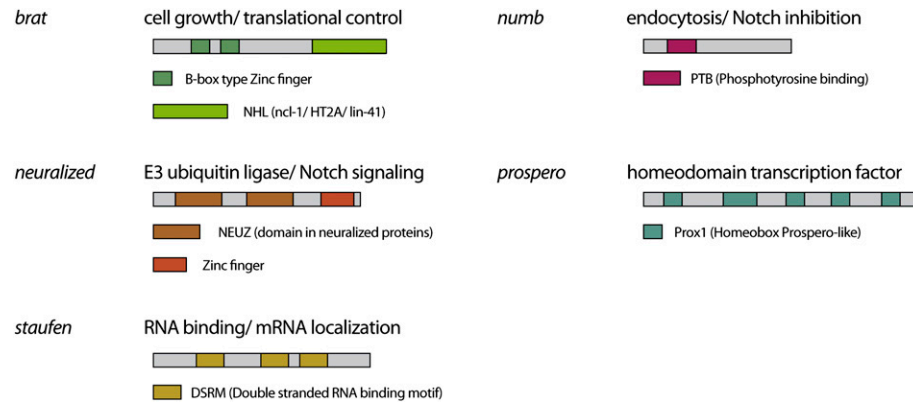 brat cell growth/ translational control
B-box type Zinc finger
NHL (ncl-1/ HT2A/ lin-41)
numb endocytosis/ Notch inhibition
PTB (Phosphotyrosine binding)
neuralized E3 ubiquitin ligase/ Notch signaling
NEUZ (domain in neuralized proteins)
Zinc finger
prospero homeodomain transcription factor
Prox1 (Homeobox Prospero-like)
staufen RNA binding/ mRNA localization
DSRM (Double stranded RNA binding motif)